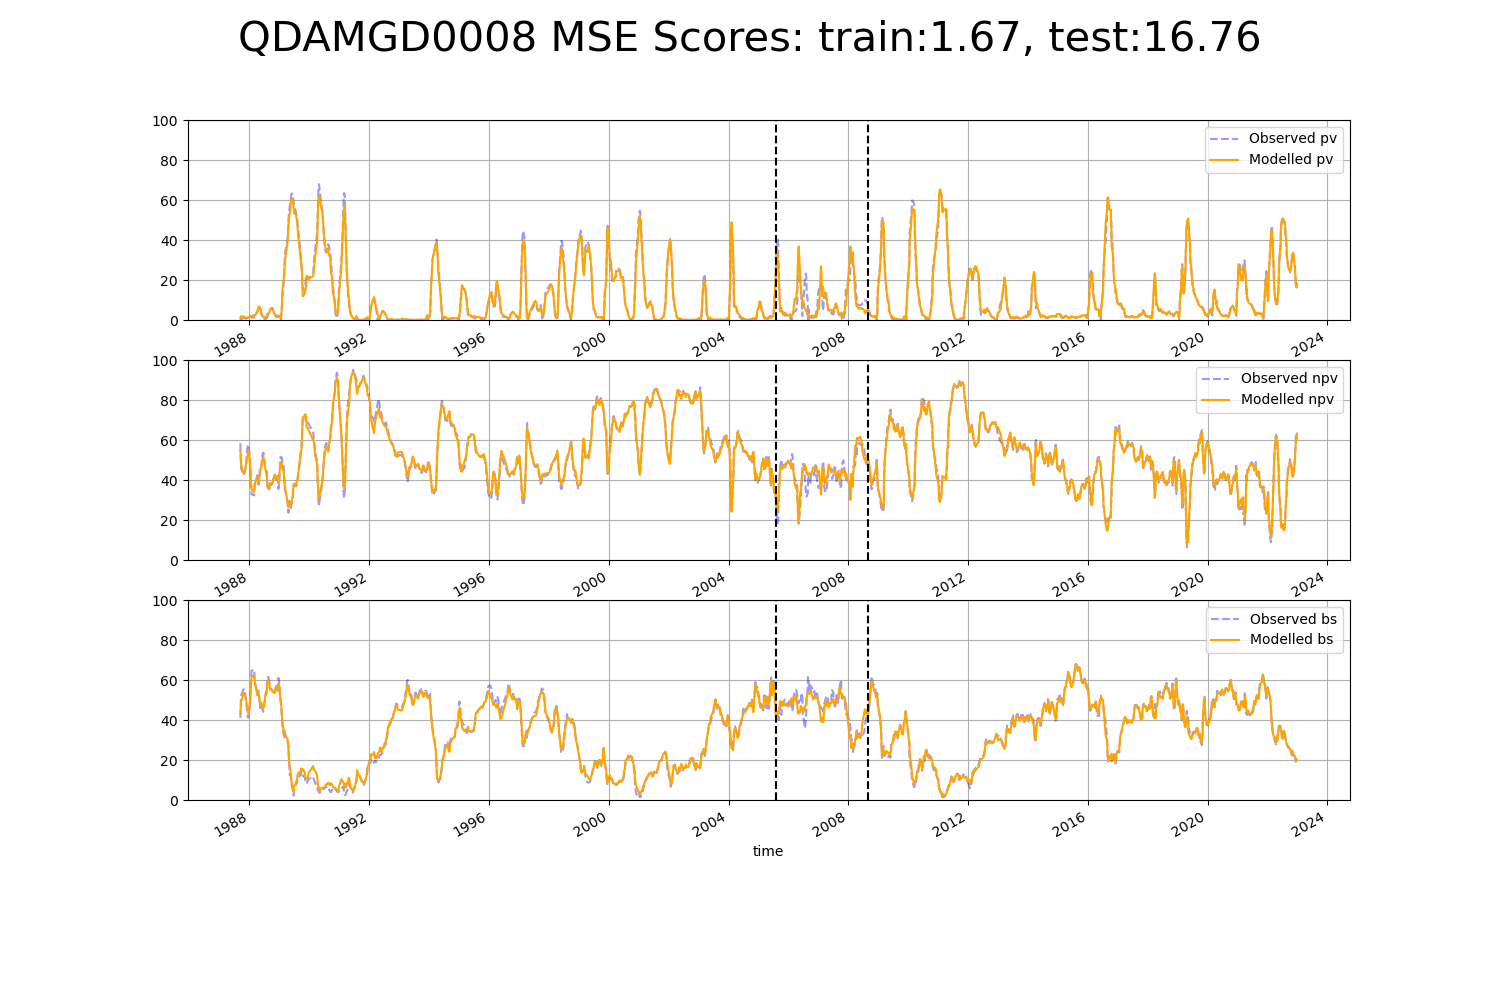 QDAMGD0008 MSE Scores: train:1.67, test:16.76
100
80
60
40
20
0
Observed pv
Modelled pv
1988 1992 1996 2000 2004 2008 2012 2016 2020 2024
100
80
60
40
20
0
Observed npv
Modelled npv
1988 1992 1996 2000 2004 2008 2012 2016 2020 2024
100
80
60
40
20
0
Observed bs
Modelled bs
1988 1992 1996 2000 2004 2008 2012 2016 2020 2024
time